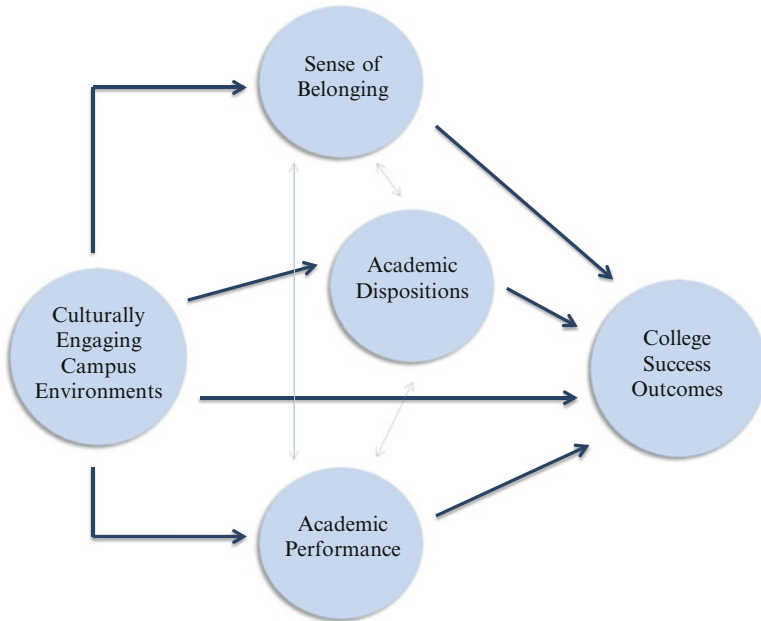 Sense of
Belonging
Academic
Dispositions
Culturally
Engaging
Campus
Environments
College
Success
Outcomes
Academic
Performance